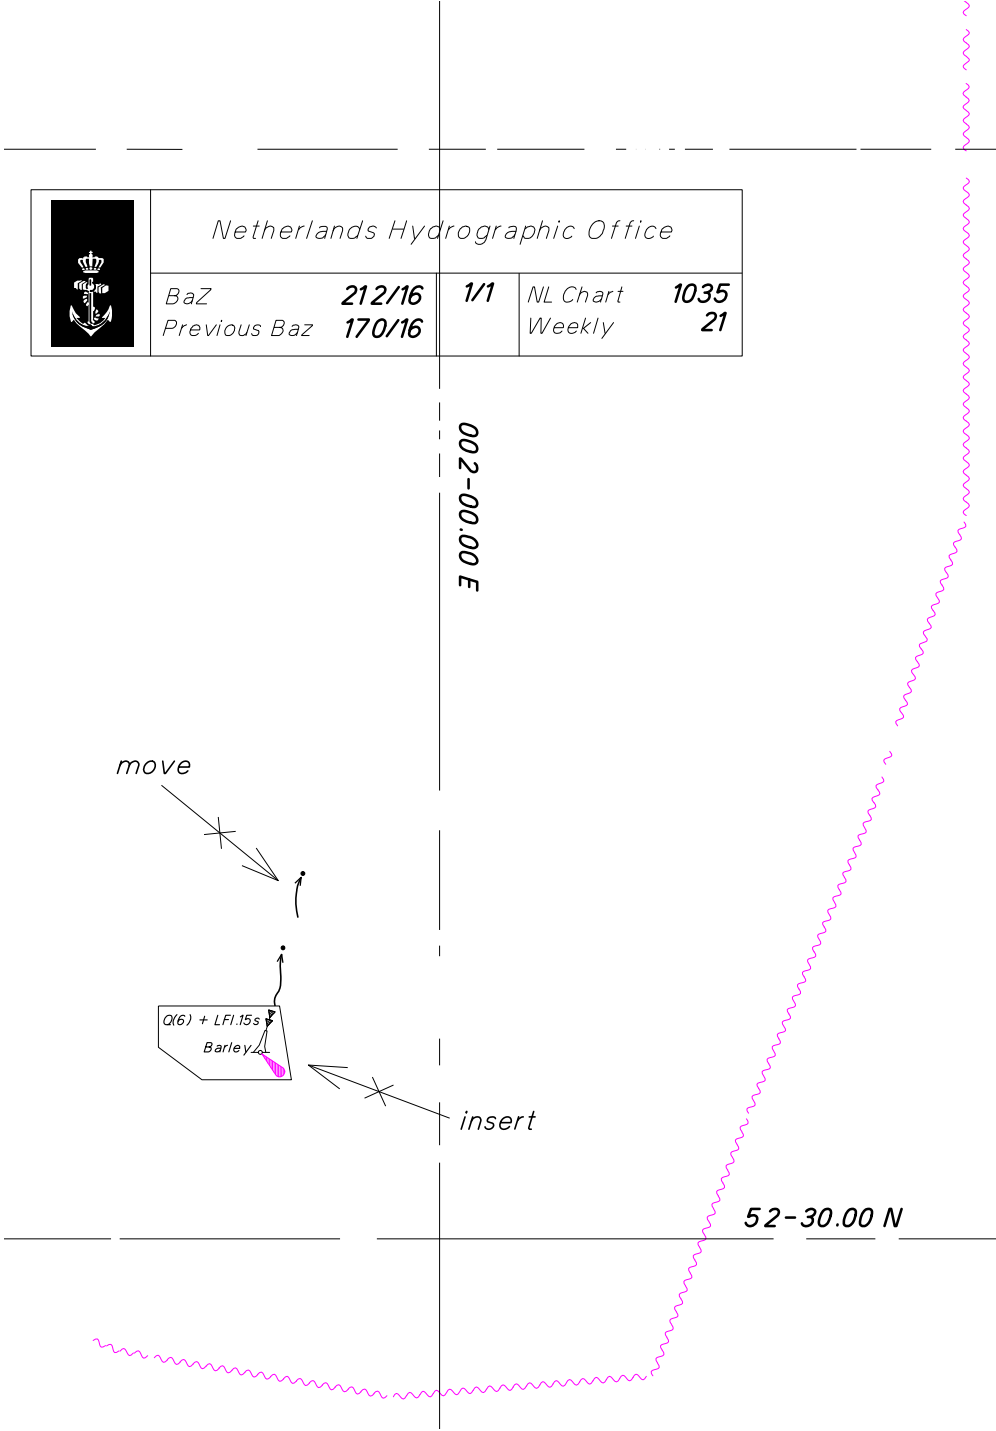 Netherlands Hydrographic Office
BaZ 212/16 1/1 NL Chart 1035
Previous Baz 170/16 Weekly 21
002-00.00 E
move
Q(6) + LFl.15s
Barley
insert
52-30.00 N